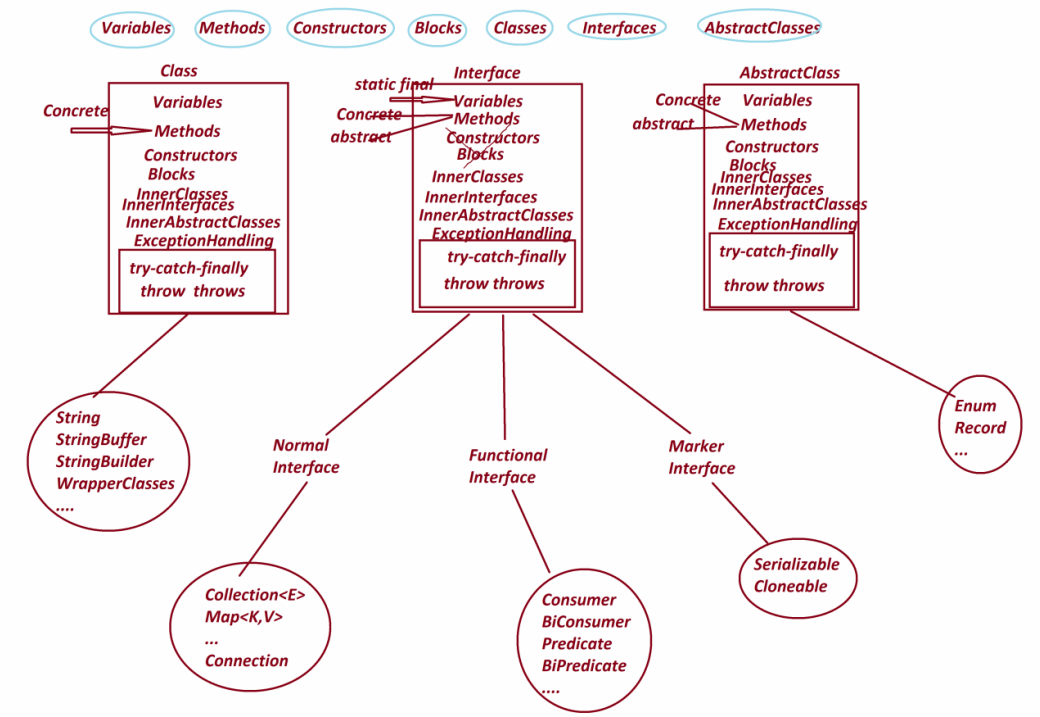 Variables Methods Constructors Blocks Classes Interfaces AbstractClasses
Class
Concrete
Variables
Methods
Constructors
Blocks
InnerClasses
InnerInterfaces
InnerAbstractClasses
ExceptionHandling
try-catch-finally
throw throws
Interface
static final
Concrete
abstract
Variables
Methods
Constructors
Blocks
InnerClasses
InnerInterfaces
InnerAbstractClasses
ExceptionHandling
try-catch-finally
throw throws
AbstractClass
Concrete
abstract
Variables
Methods
Constructors
Blocks
InnerClasses
InnerInterfaces
InnerAbstractClasses
ExceptionHandling
try-catch-finally
throw throws
String
StringBuffer
StringBuilder
WrapperClasses
....
Normal
Interface
Functional
Interface
Marker
Interface
Enum
Record
...
Collection<E>
Map<K,V>
...
Connection
Consumer
BiConsumer
Predicate
BiPredicate
....
Serializable
Cloneable